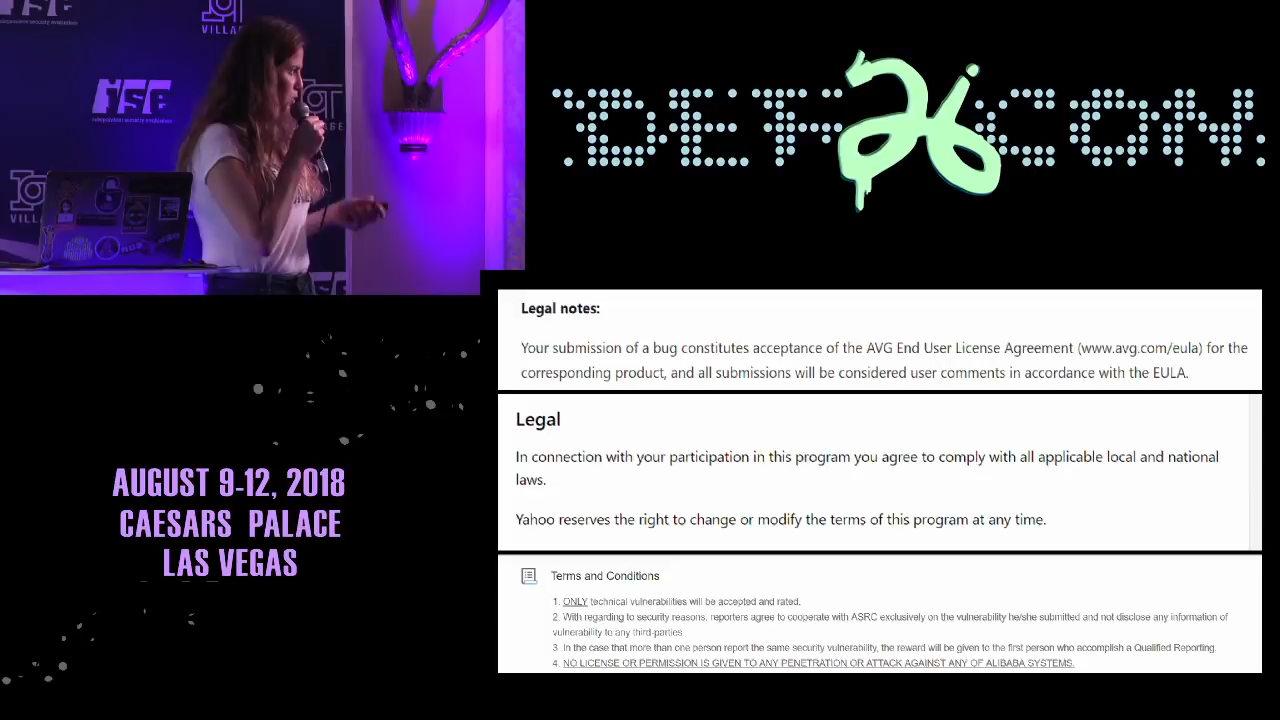 ISE
independent security evaluators
IOT
VILLAGE
DEF CON
26
Legal notes:
Your submission of a bug constitutes acceptance of the AVG End User License Agreement (www.avg.com/eula) for the
corresponding product, and all submissions will be considered user comments in accordance with the EULA.
Legal
In connection with your participation in this program you agree to comply with all applicable local and national
laws.
Yahoo reserves the right to change or modify the terms of this program at any time.
Terms and Conditions
1. ONLY technical vulnerabilities will be accepted and rated.
2. With regarding to security reasons, reporters agree to cooperate with ASRC exclusively on the vulnerability he/she submitted and not disclose any information of
vulnerability to any third-parties
3. In the case that more than one person report the same security vulnerability, the reward will be given to the first person who accomplish a Qualified Reporting.
4. NO LICENSE OR PERMISSION IS GIVEN TO ANY PENETRATION OR ATTACK AGAINST ANY OF ALIBABA SYSTEMS.
AUGUST 9-12, 2018
CAESARS PALACE
LAS VEGAS